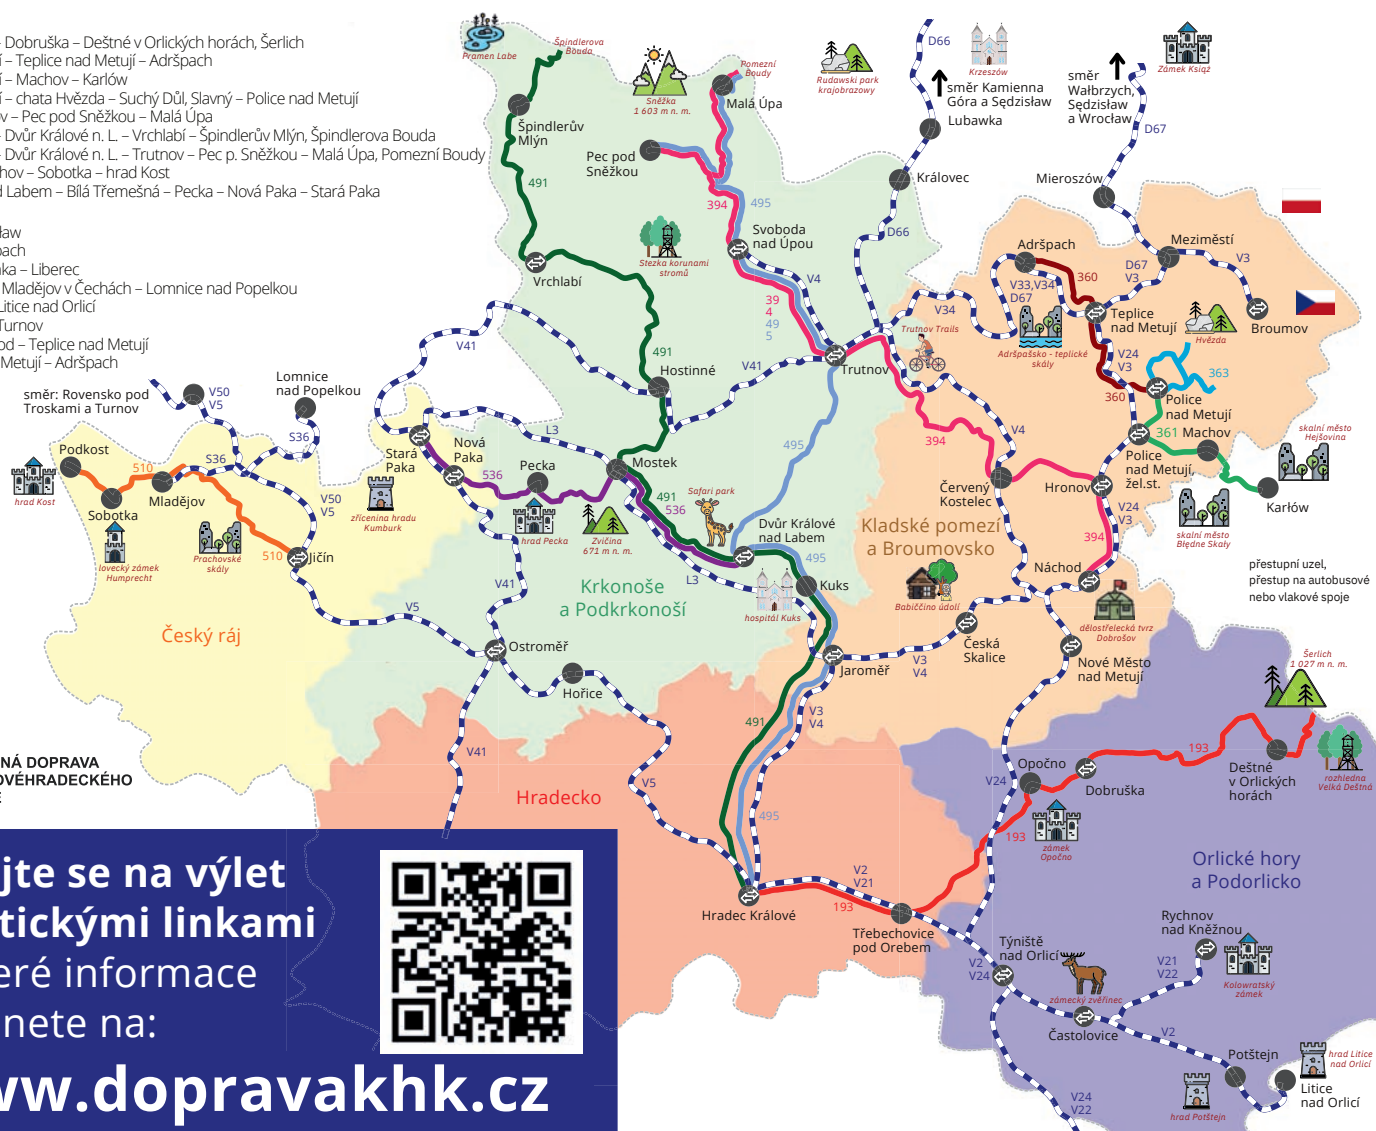 – Dobruška – Deštné v Orlických horách, Šerlich
í – Teplice nad Metují – Adršpach
í – Machov – Karlów
í – chata Hvězda – Suchý Důl, Slavný – Police nad Metují
v – Pec pod Sněžkou – Malá Úpa
– Dvůr Králové n. L. – Vrchlabí – Špindlerův Mlýn, Špindlerova Bouda
– Dvůr Králové n. L. – Trutnov – Pec p. Sněžkou – Malá Úpa, Pomezní Boudy
chov – Sobotka – hrad Kost
d Labem – Bílá Třemešná – Pecka – Nová Paka – Stará Paka
ław
pach
aka – Liberec
Mladějov v Čechách – Lomnice nad Popelkou
Litice nad Orlicí
Turnov
od – Teplice nad Metují
Metují – Adršpach
směr: Rovensko pod
Troskami a Turnov
V50
V5
Lomnice
nad Popelkou
S36
S36
Podkost
hrad Kost
510
Sobotka
Mladějov
lovecký zámek
Humprecht
Prachovské
skály
510
Jičín
V50
V5
zřícenina hradu
Kumburk
Stará
Paka
Nová
Paka
V41
L3
536
Pecka
hrad Pecka
Zvičina
671 m n. m.
Mostek
491
536
Safari park
L3
V41
V5
Český ráj
Krkonoše
a Podkrkonoší
Ostroměř
Hořice
V41
V5
Pramen Labe
Špindlerova
Bouda
Špindlerův
Mlýn
491
Vrchlabí
491
Hostinné
V41
Sněžka
1 603 m n. m.
Pomezní
Boudy
Malá Úpa
Pec pod
Sněžkou
394
495
Stezka korunami
stromů
Svoboda
nad Úpou
V4
39
4
49
5
Trutnov
495
Rudawski park
krajobrazowy
D66
Krzeszów
směr Kamienna
Góra a Sędzisław
Lubawka
Královec
D66
směr
Wałbrzych,
Sędzisław
a Wrocław
Zámek Książ
D67
Mieroszów
Meziměstí
D67
V3
V3
Broumov
Adršpach
V33,V34
D67
360
V34
Trutnov Trails
Adršpašsko - teplické
skály
Teplice
nad Metují
Hvězda
V24
V3
363
360
Police
nad Metují
361
Machov
Police
nad Metují,
žel.st.
skalní město
Hejšovina
Karłów
skalní město
Błędne Skały
394
V4
Červený
Kostelec
Hronov
V24
V3
394
Kladské pomezí
a Broumovsko
Náchod
Babiččino údolí
dělostřelecká tvrz
Dobrošov
přestupní uzel,
přestup na autobusové
nebo vlakové spoje
Dvůr Králové
nad Labem
495
Kuks
hospitál Kuks
Jaroměř
V3
V4
Česká
Skalice
Nové Město
nad Metují
V3
V4
491
495
Hradecko
Hradec Králové
V2
V21
193
Třebechovice
pod Orebem
V24
Opočno
Dobruška
193
zámek
Opočno
193
Deštné
v Orlických
horách
Šerlich
1 027 m n. m.
rozhledna
Velká Deštná
Orlické hory
a Podorlicko
Rychnov
nad Kněžnou
Kolowratský
zámek
V21
V22
Týniště
nad Orlicí
V2
V24
zámecký zvěřinec
Častolovice
V2
Potštejn
hrad Potštejn
hrad Litice
nad Orlicí
Litice
nad Orlicí
V24
V22
NÁ DOPRAVA
OVÉHRADECKÉHO
E
jte se na výlet
tickými linkami
eré informace
nete na:
ww.dopravakhk.cz